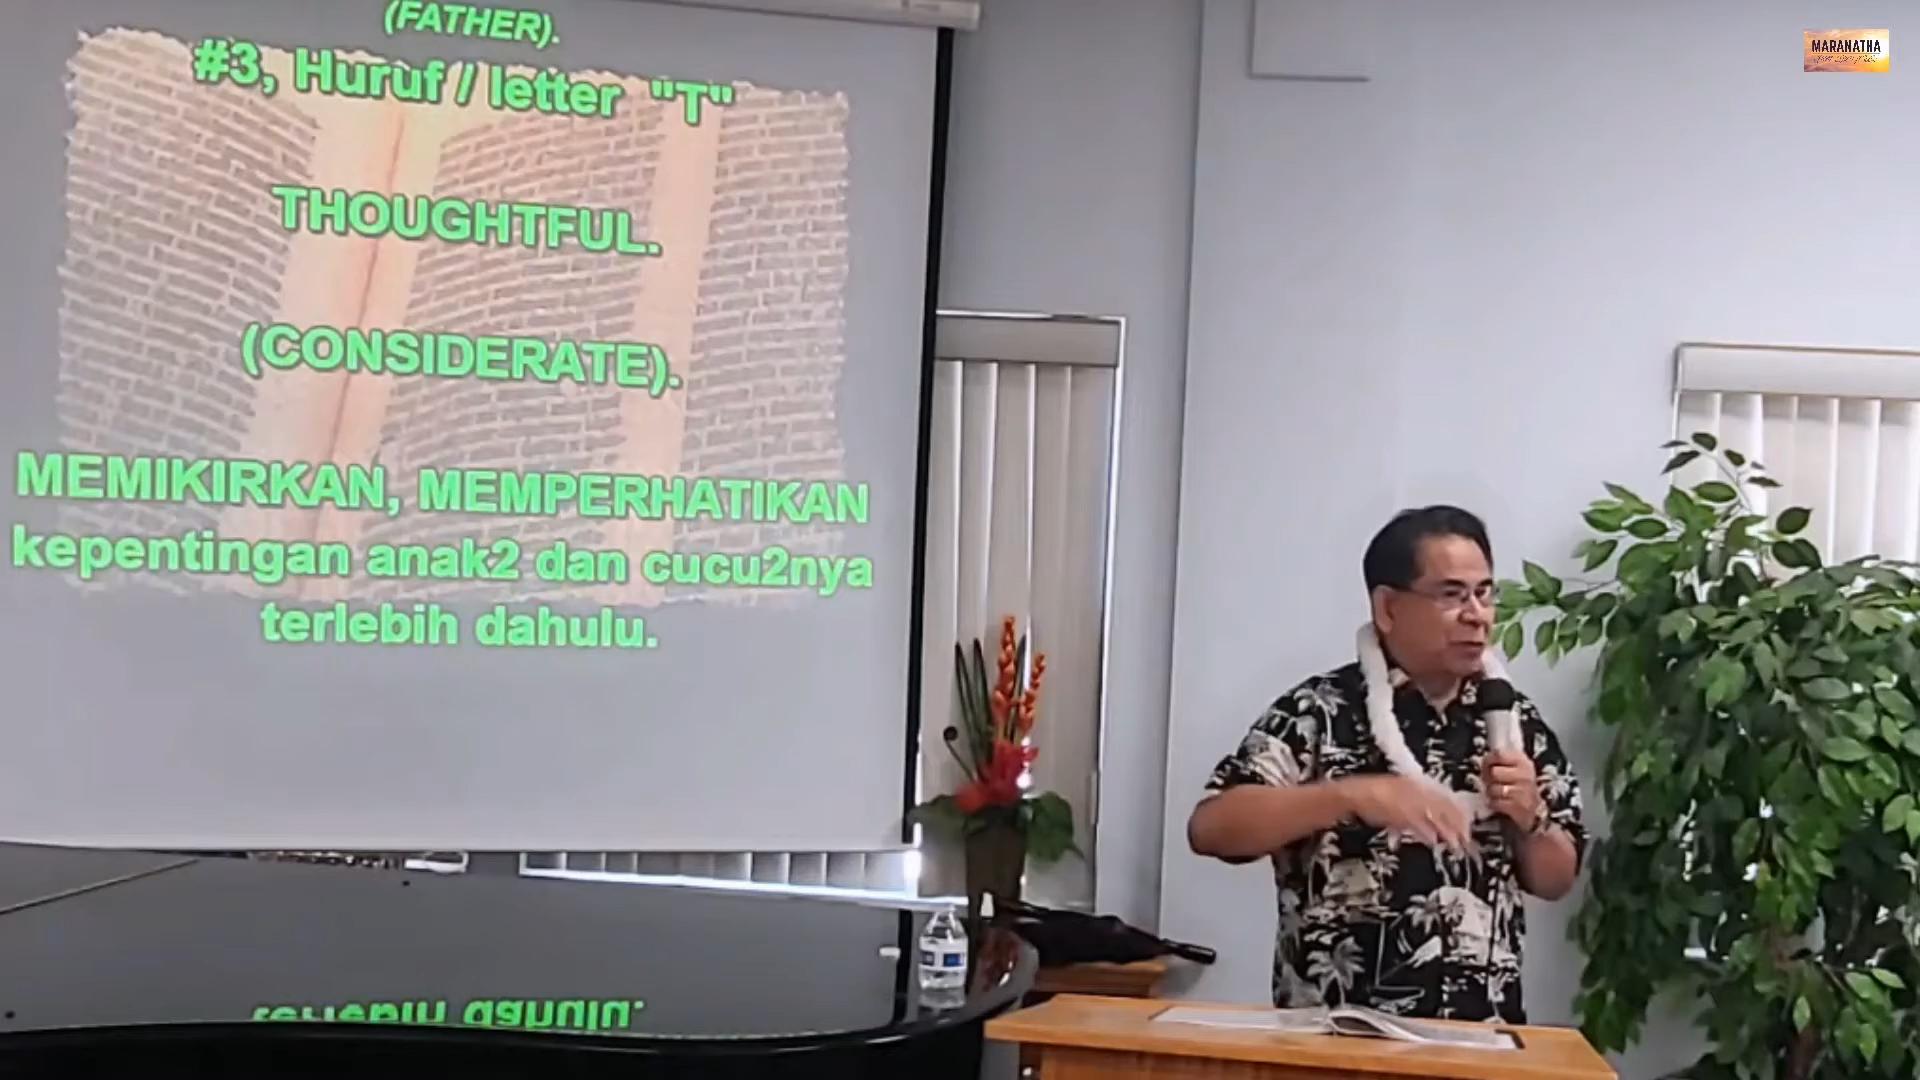 (FATHER).
#3, Huruf / letter "T"
THOUGHTFUL.
(CONSIDERATE).
MEMIKIRKAN, MEMPERHATIKAN
kepentingan anak2 dan cucu2nya
terlebih dahulu.
MARANATHA